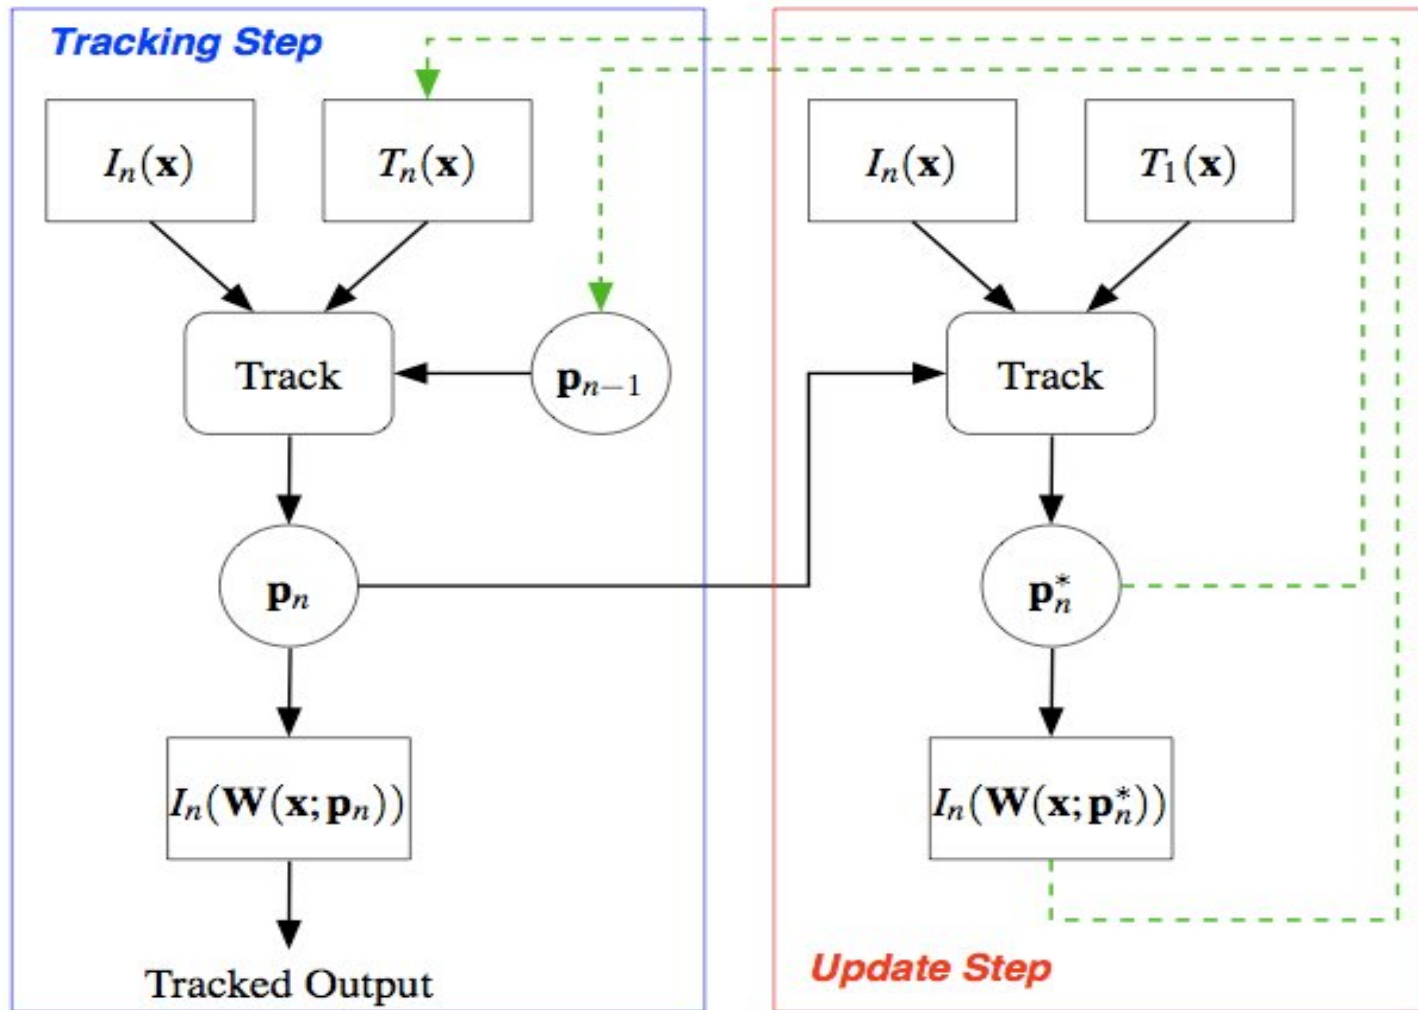 Tracking Step
Iₙ(x)
Tₙ(x)
Track
pₙ₋₁
pₙ
Iₙ(W(x; pₙ))
Tracked Output
Iₙ(x)
T₁(x)
Track
p*ₙ
Iₙ(W(x; p*ₙ))
Update Step